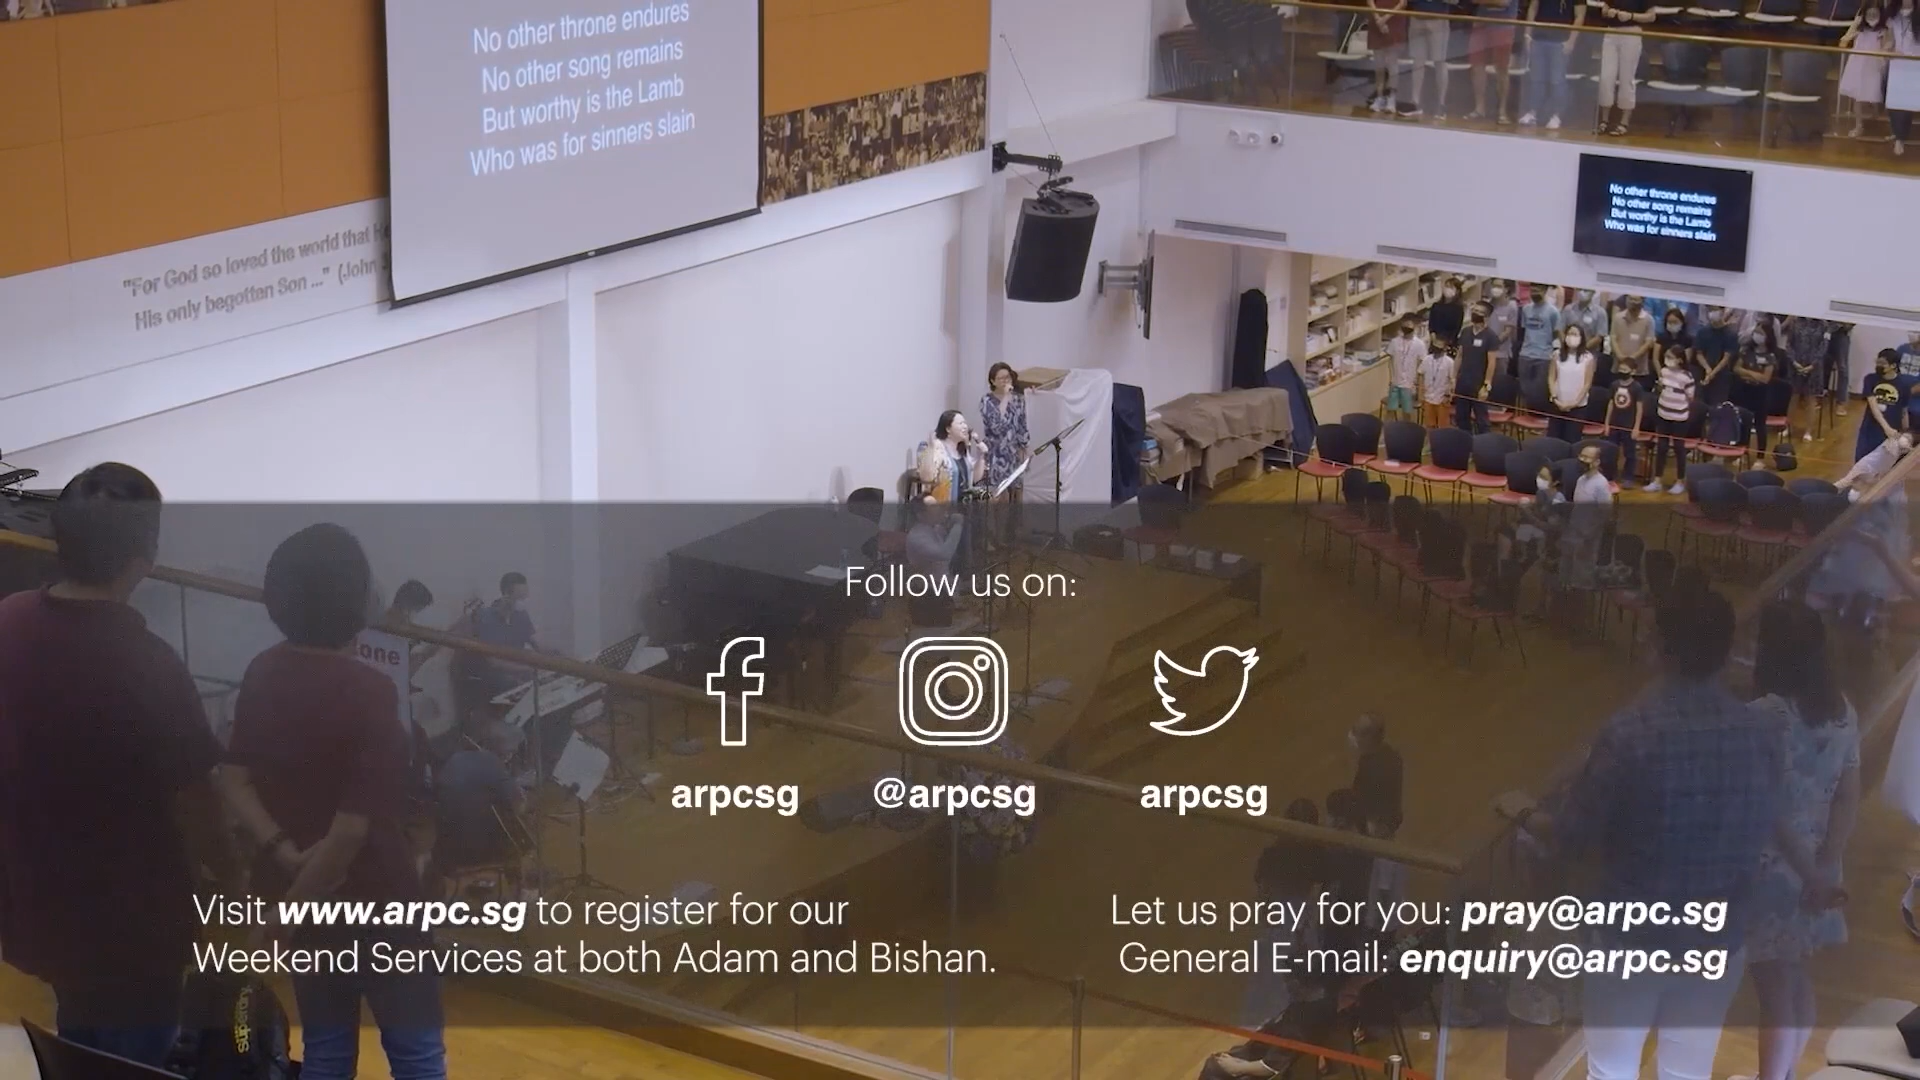 No other throne endures
No other song remains
But worthy is the Lamb
Who was for sinners slain
No other throne endures
No other song remains
But worthy is the Lamb
Who was for sinners slain
"For God so loved the world that He
His only begotten Son ..." (John
Follow us on:
one
arpcsg
@arpcsg
arpcsg
Visit www.arpc.sg to register for our
Weekend Services at both Adam and Bishan.
Let us pray for you: pray@arpc.sg
General E-mail: enquiry@arpc.sg
superdry